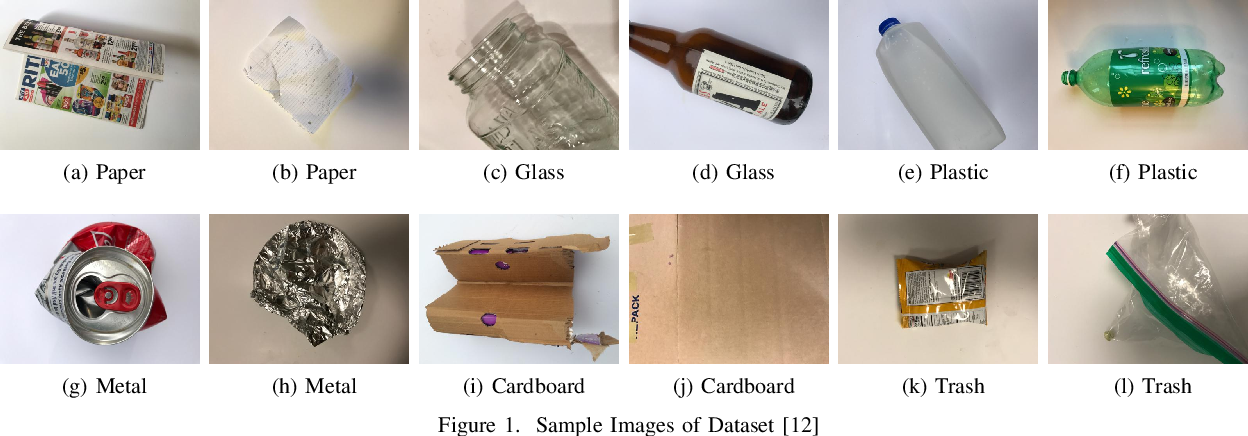 (a) Paper
(b) Paper
(c) Glass
(d) Glass
(e) Plastic
(f) Plastic
PACK
(g) Metal
(h) Metal
(i) Cardboard
(j) Cardboard
(k) Trash
(l) Trash
Figure 1. Sample Images of Dataset [12]